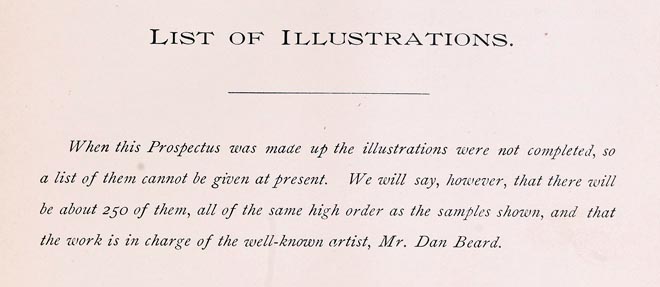 LIST OF ILLUSTRATIONS.
When this Prospectus was made up the illustrations were not completed, so
a list of them cannot be given at present. We will say, however, that there will
be about 250 of them, all of the same high order as the samples shown, and that
the work is in charge of the well-known artist, Mr. Dan Beard.